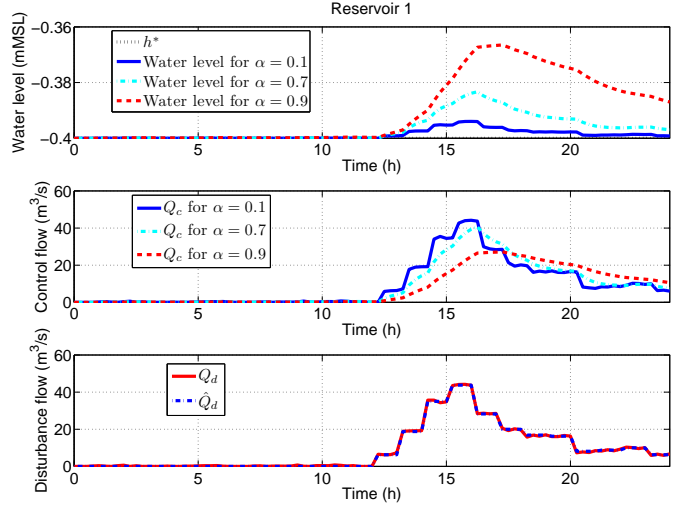 Reservoir 1
Water level (mMSL)
−0.36
−0.38
−0.4
h*
Water level for α = 0.1
Water level for α = 0.7
Water level for α = 0.9
0 5 10 15 20
Time (h)
Control flow (m³/s)
60
40
20
0
Q_c for α = 0.1
Q_c for α = 0.7
Q_c for α = 0.9
0 5 10 15 20
Time (h)
Disturbance flow (m³/s)
60
40
20
0
Q_d
Q̂_d
0 5 10 15 20
Time (h)